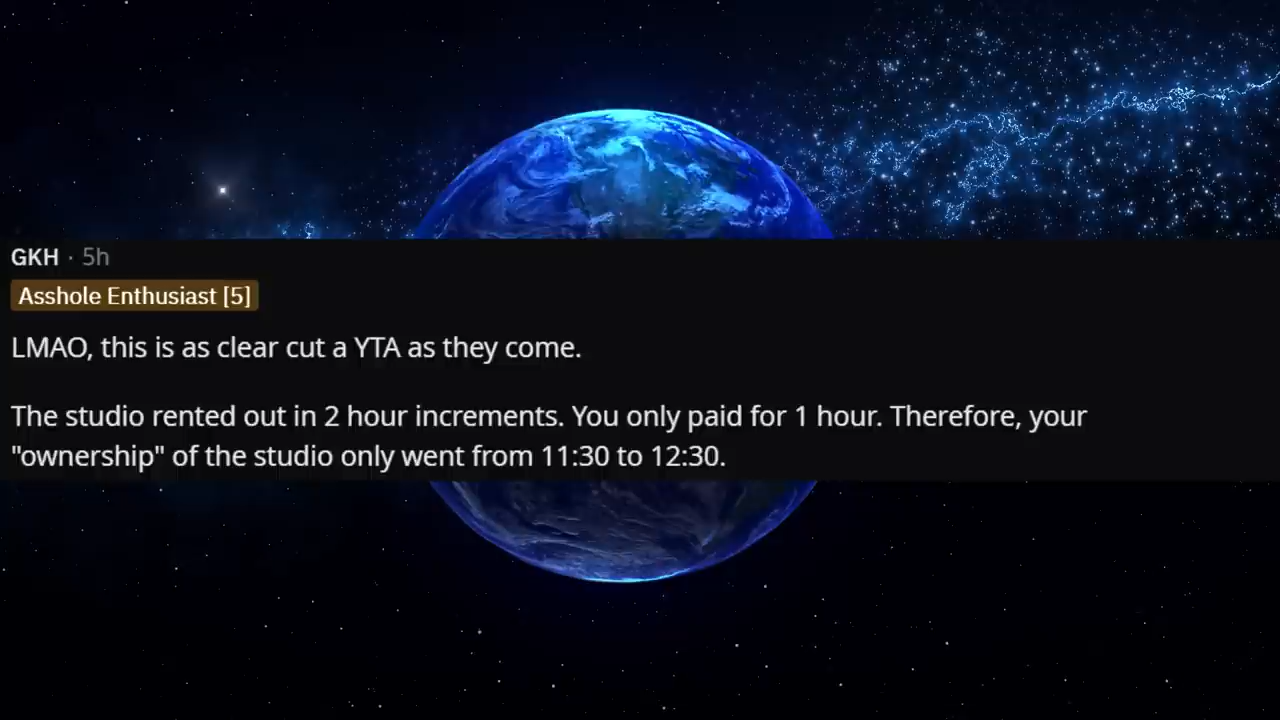 GKH · 5h
Asshole Enthusiast [5]
LMAO, this is as clear cut a YTA as they come.
The studio rented out in 2 hour increments. You only paid for 1 hour. Therefore, your
"ownership" of the studio only went from 11:30 to 12:30.